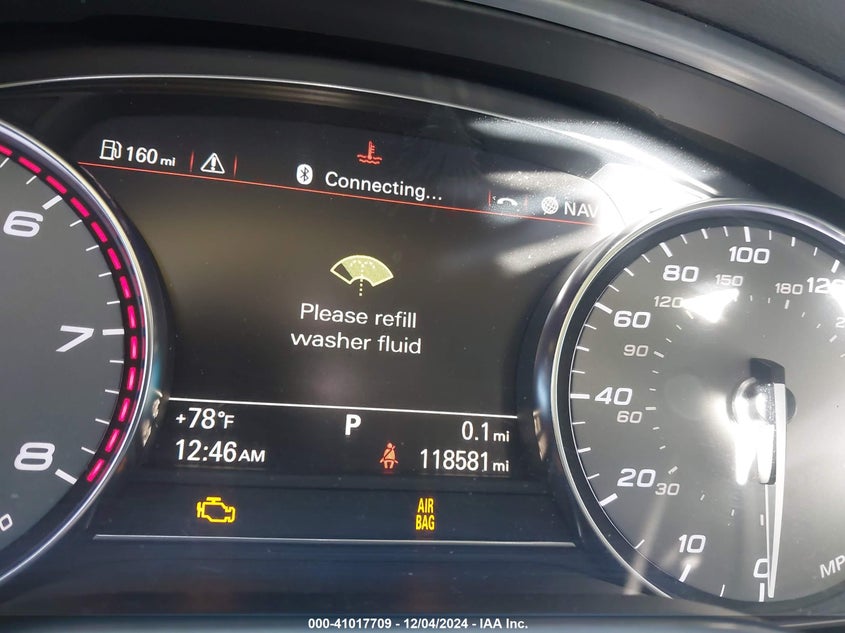 160 mi
Connecting...
NAV
Please refill
washer fluid
+78°F P 0.1 mi
12:46 AM 118581 mi
AIR
BAG
6
7
8
100
80 150 180
120
60
90
40
60
20 30
10
0
000-41017709 - 12/04/2024 - IAA Inc.